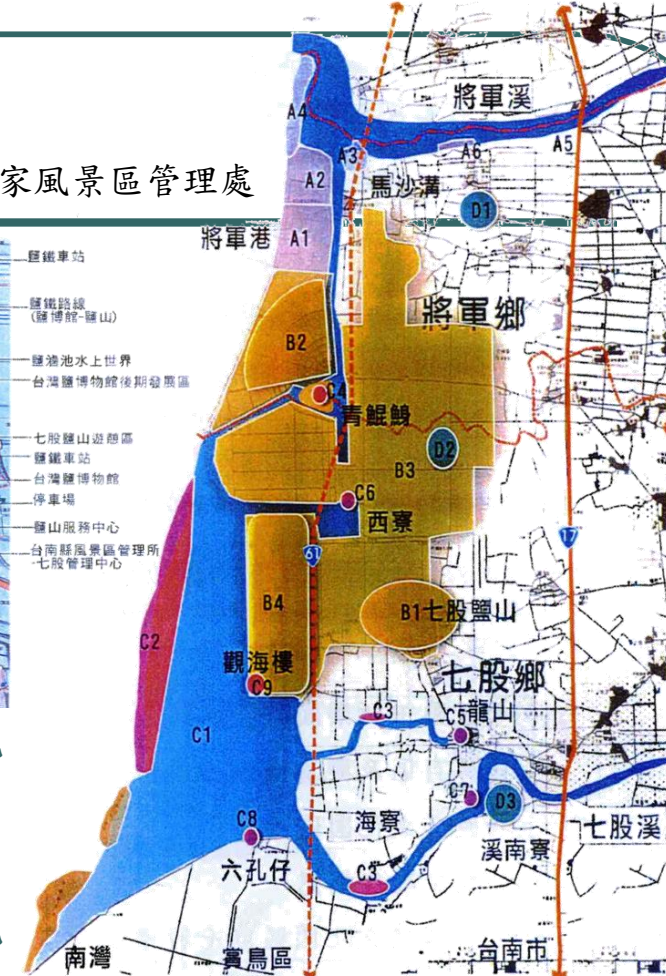 家風景區管理處
鹽鐵車站
鹽鐵路線
(鹽博館-鹽山)
鹽滷池水上世界
台灣鹽博物館後期發展區
七股鹽山遊憩區
鹽鐵車站
台灣鹽博物館
停車場
鹽山服務中心
台南縣風景區管理所
七股管理中心
將軍溪
A4
A3
A6
A5
A2
馬沙溝
D1
將軍港
A1
將軍鄉
B2
C4
青鯤鯓
D2
B3
C6
西寮
61
17
B4
B1七股鹽山
C2
觀海樓
C9
七股鄉
C1
C3
C5
龍山
C7
D3
C8
海寮
七股溪
六孔仔
C3
溪南寮
南灣
賞鳥區
台南市